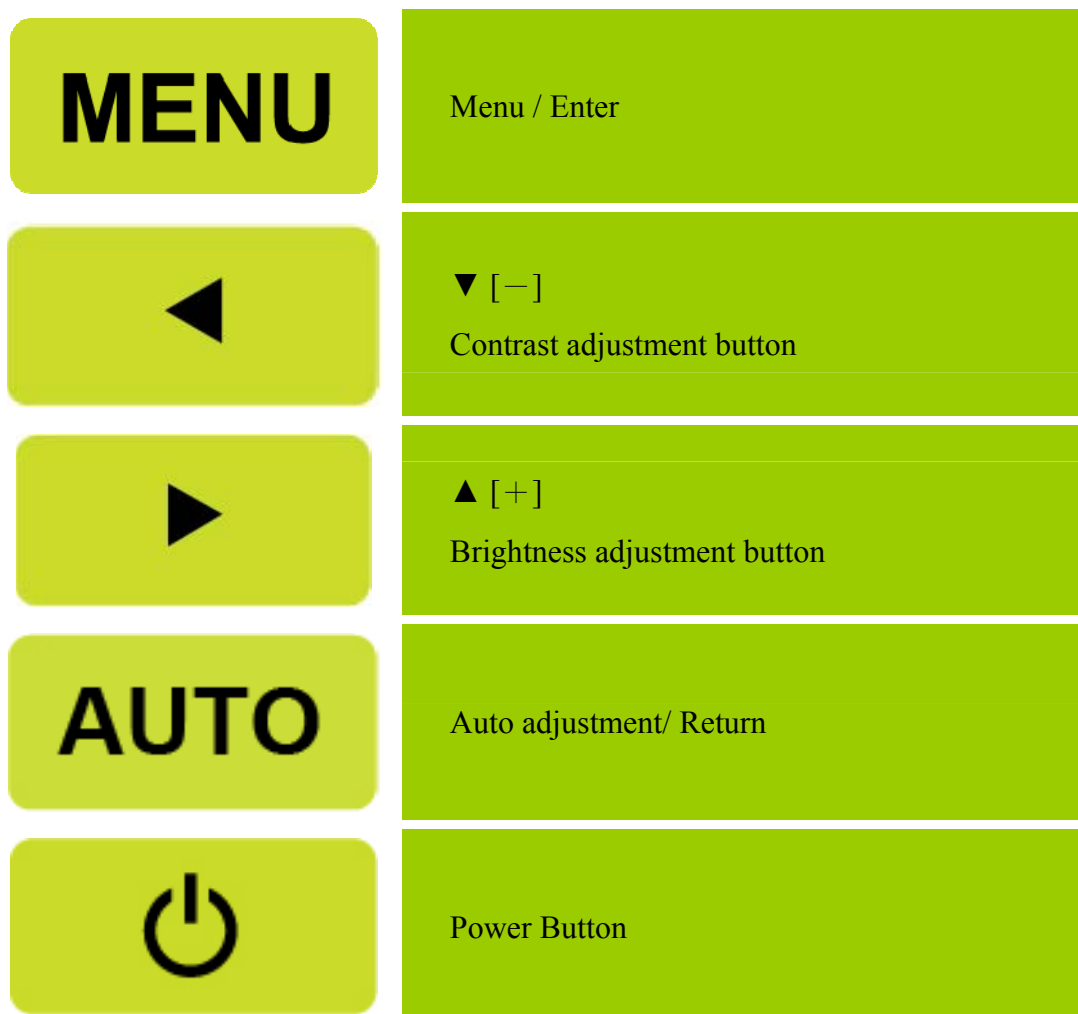 MENU
Menu / Enter
◀
▼ [－]
Contrast adjustment button
▶
▲ [＋]
Brightness adjustment button
AUTO
Auto adjustment/ Return
Power Button